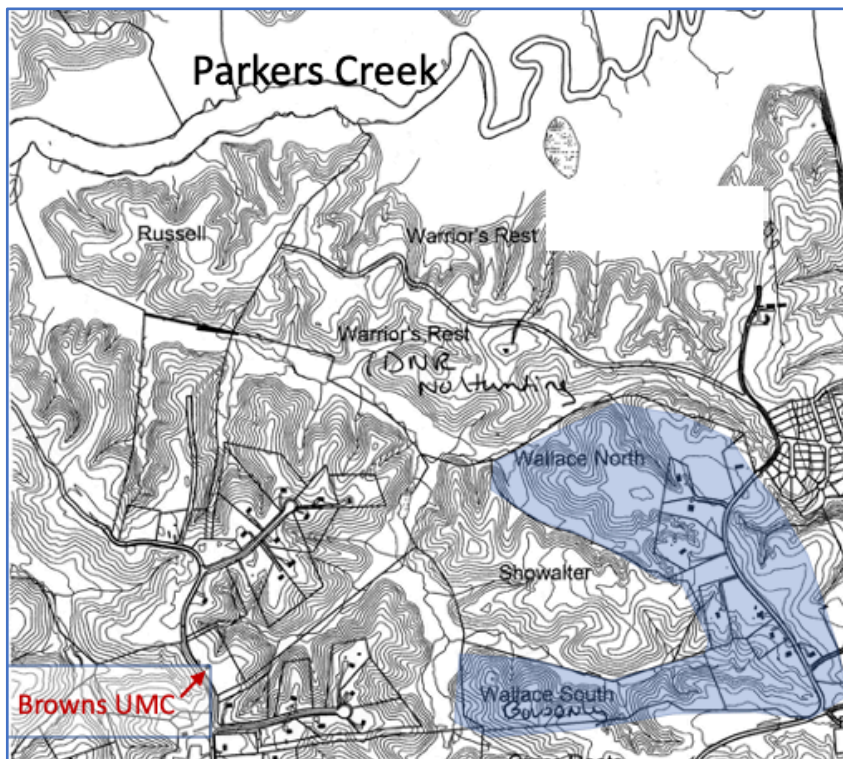 Parkers Creek
Russell
Warrior's Rest
Warrior's Rest
DNR
No Hunting
Wallace North
Showalter
Wallace South
Browns UMC